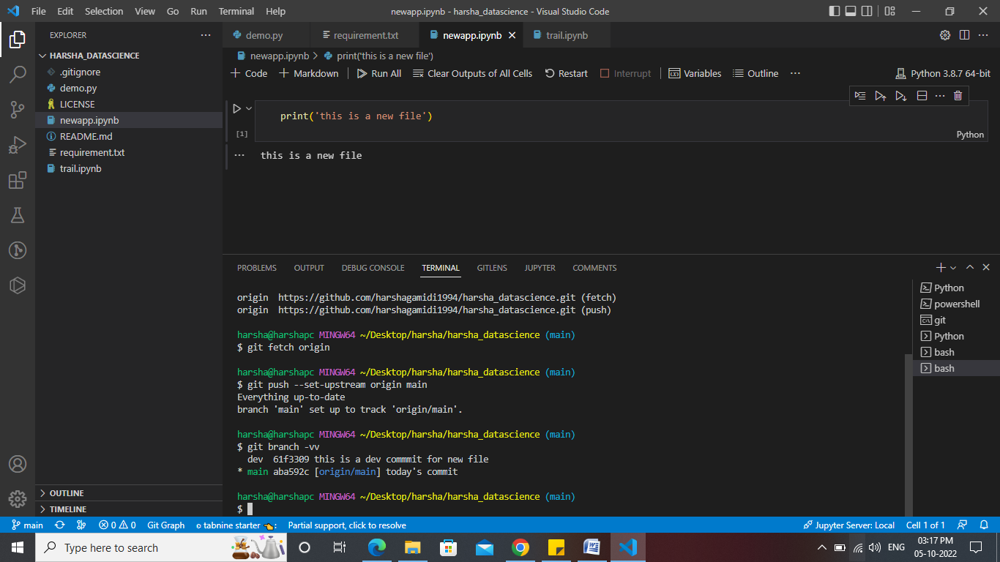 File Edit Selection View Go Run Terminal Help
newapp.ipynb - harsha_datascience - Visual Studio Code
EXPLORER
HARSHA_DATASCIENCE
.gitignore
demo.py
LICENSE
newapp.ipynb
README.md
requirement.txt
trail.ipynb
OUTLINE
TIMELINE
demo.py requirement.txt newapp.ipynb trail.ipynb
newapp.ipynb > print('this is a new file')
Code Markdown Run All Clear Outputs of All Cells Restart Interrupt Variables Outline ... Python 3.8.7 64-bit
print('this is a new file')
[1]
Python
this is a new file
PROBLEMS OUTPUT DEBUG CONSOLE TERMINAL GITLENS JUPYTER COMMENTS
origin https://github.com/harshagamidi1994/harsha_datascience.git (fetch)
origin https://github.com/harshagamidi1994/harsha_datascience.git (push)
harsha@harshapc MINGW64 ~/Desktop/harsha/harsha_datascience (main)
$ git fetch origin
harsha@harshapc MINGW64 ~/Desktop/harsha/harsha_datascience (main)
$ git push --set-upstream origin main
Everything up-to-date
branch 'main' set up to track 'origin/main'.
harsha@harshapc MINGW64 ~/Desktop/harsha/harsha_datascience (main)
$ git branch -vv
dev 61f3309 this is a dev commmit for new file
* main aba592c [origin/main] today's commit
harsha@harshapc MINGW64 ~/Desktop/harsha/harsha_datascience (main)
$
Python
powershell
git
Python
bash
bash
main 0 0 Git Graph tabnine starter Partial support, click to resolve Jupyter Server: Local Cell 1 of 1
Type here to search
ENG
03:17 PM
05-10-2022